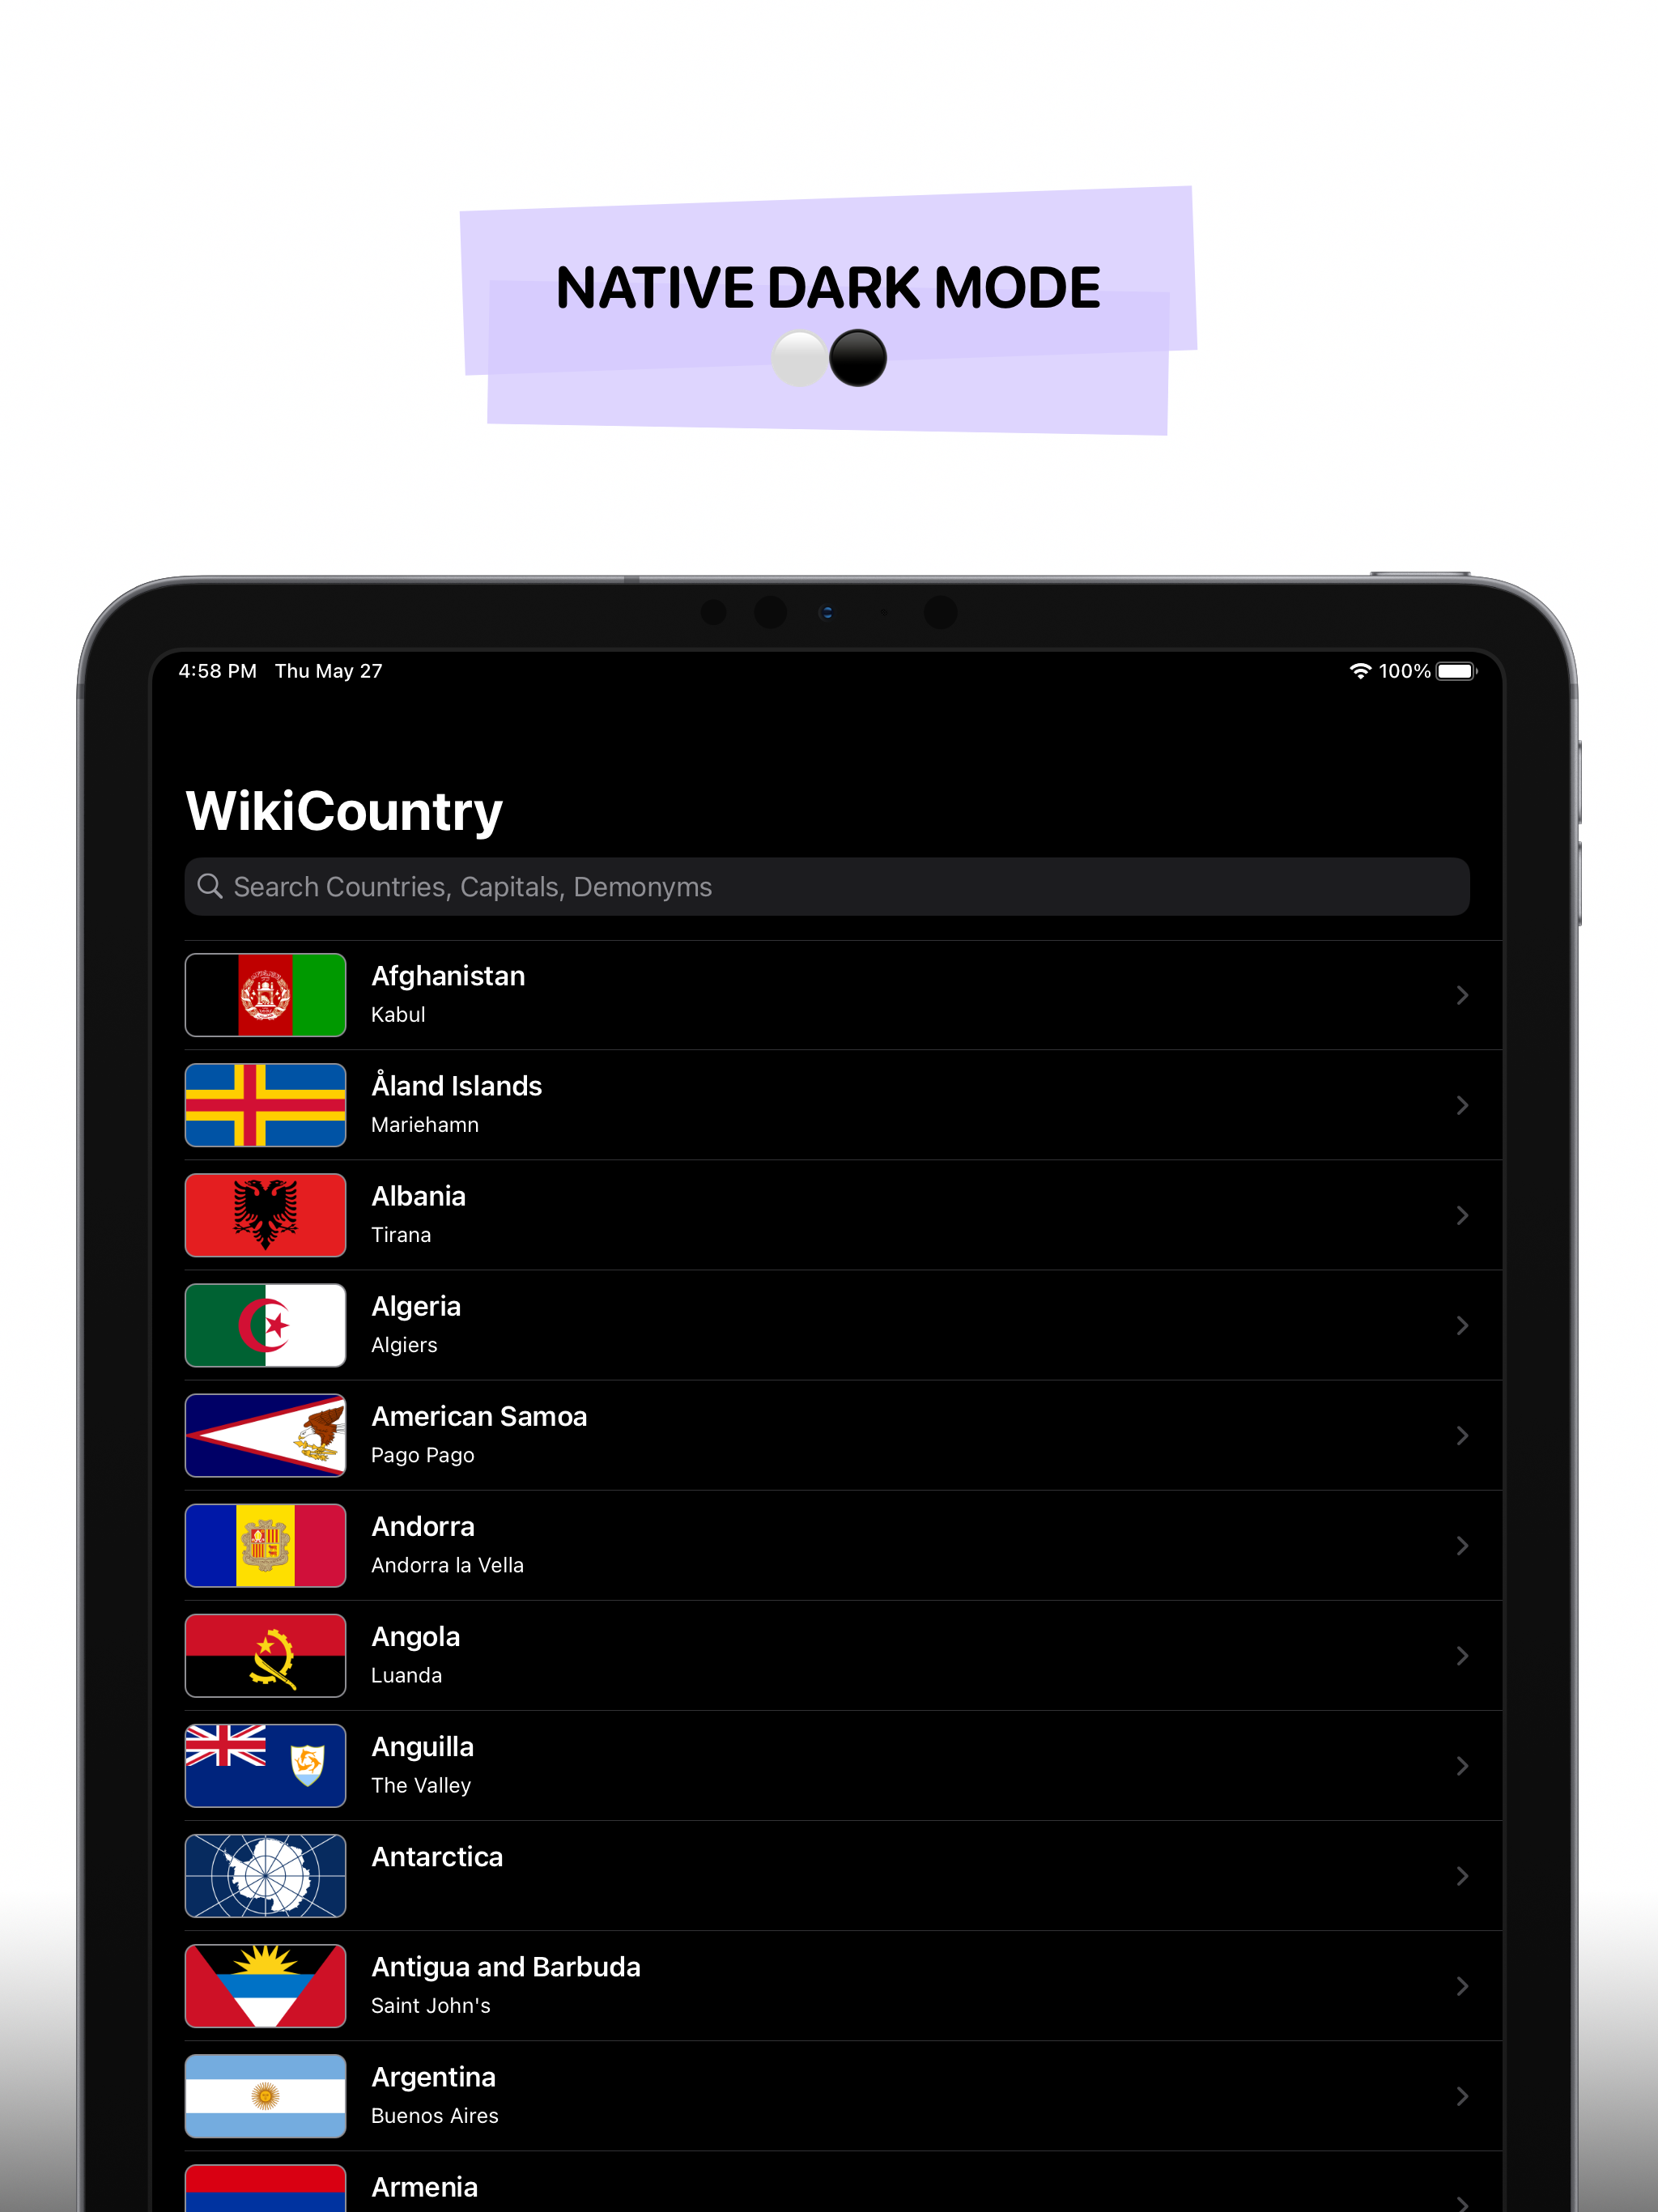 NATIVE DARK MODE
4:58 PM Thu May 27
100%
WikiCountry
Search Countries, Capitals, Demonyms
Afghanistan
Kabul
Åland Islands
Mariehamn
Albania
Tirana
Algeria
Algiers
American Samoa
Pago Pago
Andorra
Andorra la Vella
Angola
Luanda
Anguilla
The Valley
Antarctica
Antigua and Barbuda
Saint John's
Argentina
Buenos Aires
Armenia